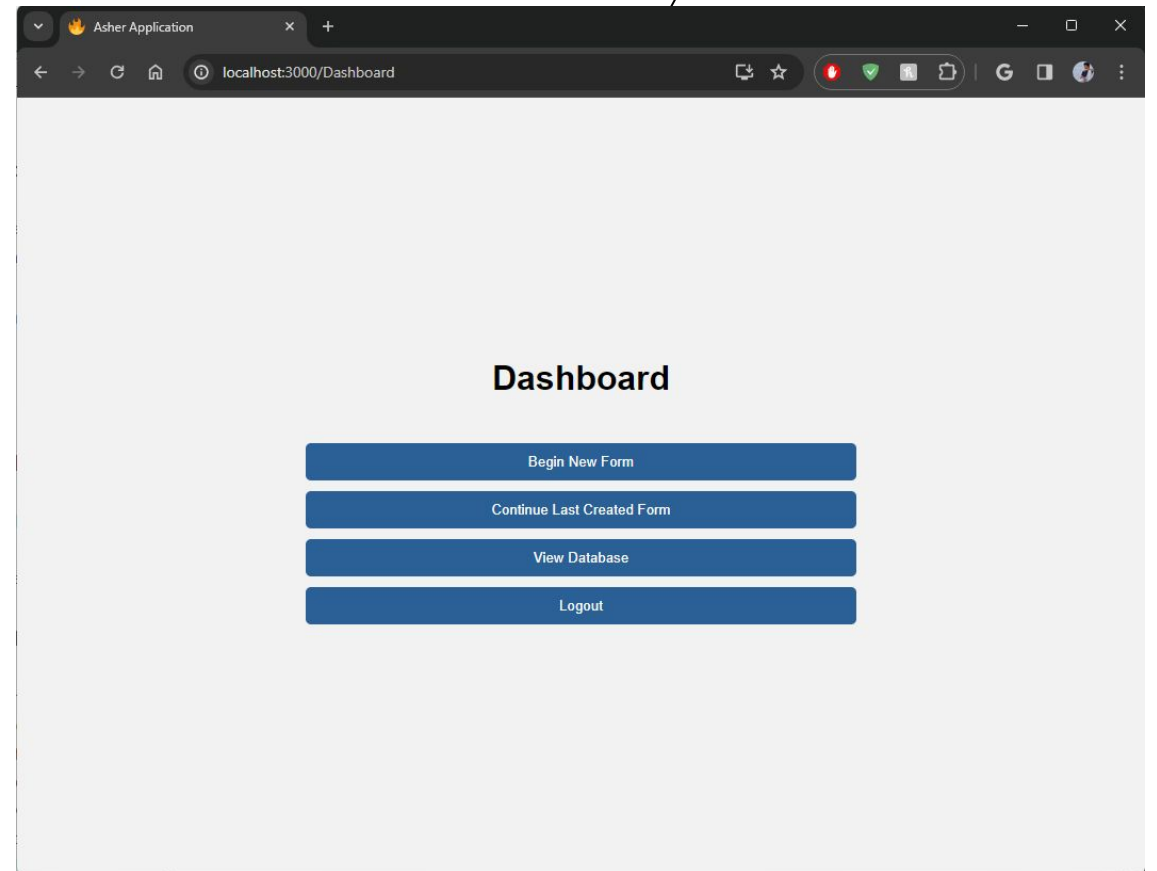 Asher Application
localhost:3000/Dashboard
Dashboard
Begin New Form
Continue Last Created Form
View Database
Logout